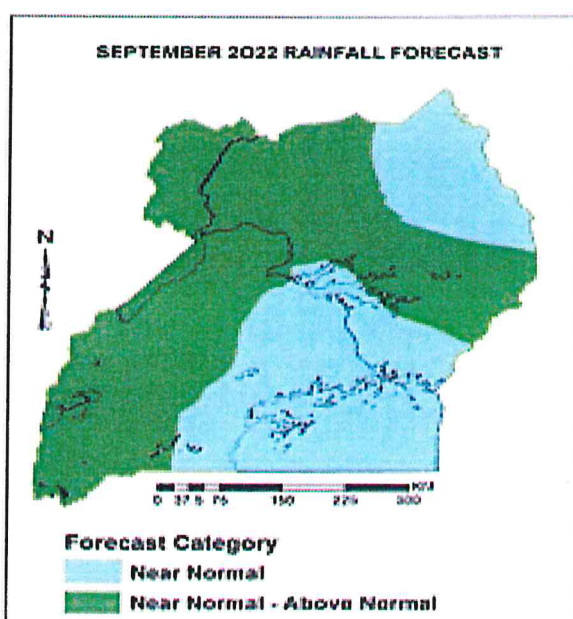 SEPTEMBER 2022 RAINFALL FORECAST
N
0 37.5 75 150 225 300 KM
Forecast Category
Near Normal
Near Normal - Above Normal